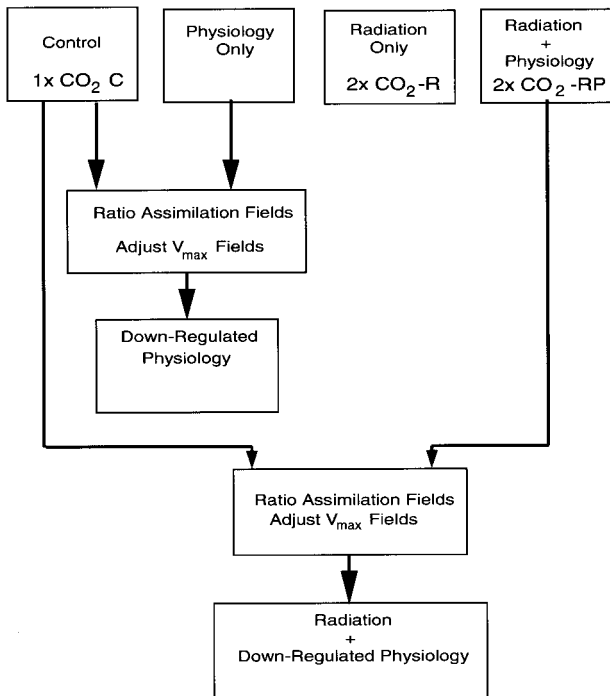 Control
1x CO2 C
Physiology
Only
Radiation
Only
2x CO2-R
Radiation
+
Physiology
2x CO2-RP
Ratio Assimilation Fields
Adjust Vmax Fields
Down-Regulated
Physiology
Ratio Assimilation Fields
Adjust Vmax Fields
Radiation
+
Down-Regulated Physiology